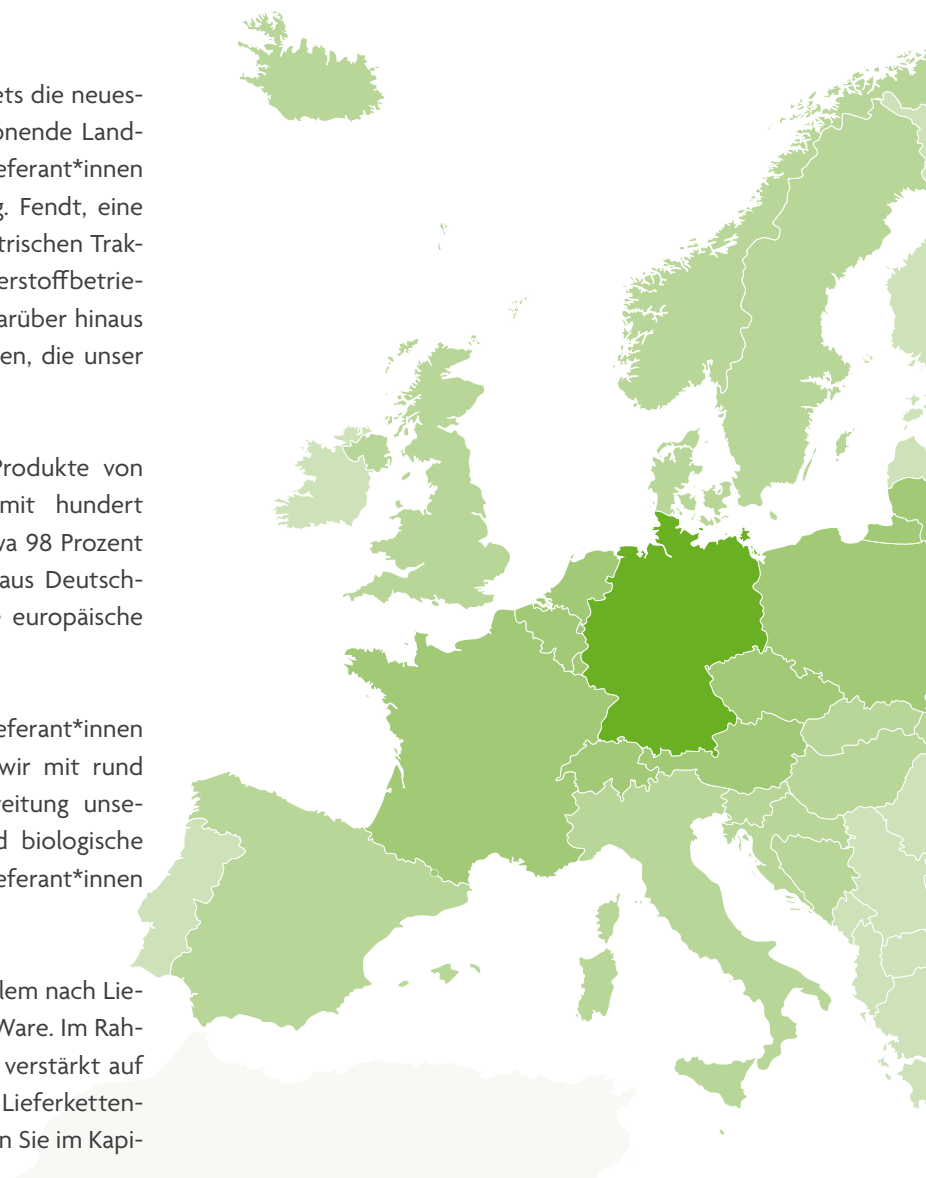 ets die neues-
onende Land-
eferant*innen
g. Fendt, eine
trischen Trak-
erstoffbetrie-
arüber hinaus
en, die unser
Produkte von
mit hundert
va 98 Prozent
aus Deutsch-
e europäische
eferant*innen
wir mit rund
reitung unse-
d biologische
eferant*innen
lem nach Lie-
Ware. Im Rah-
verstärkt auf
Lieferketten-
n Sie im Kapi-